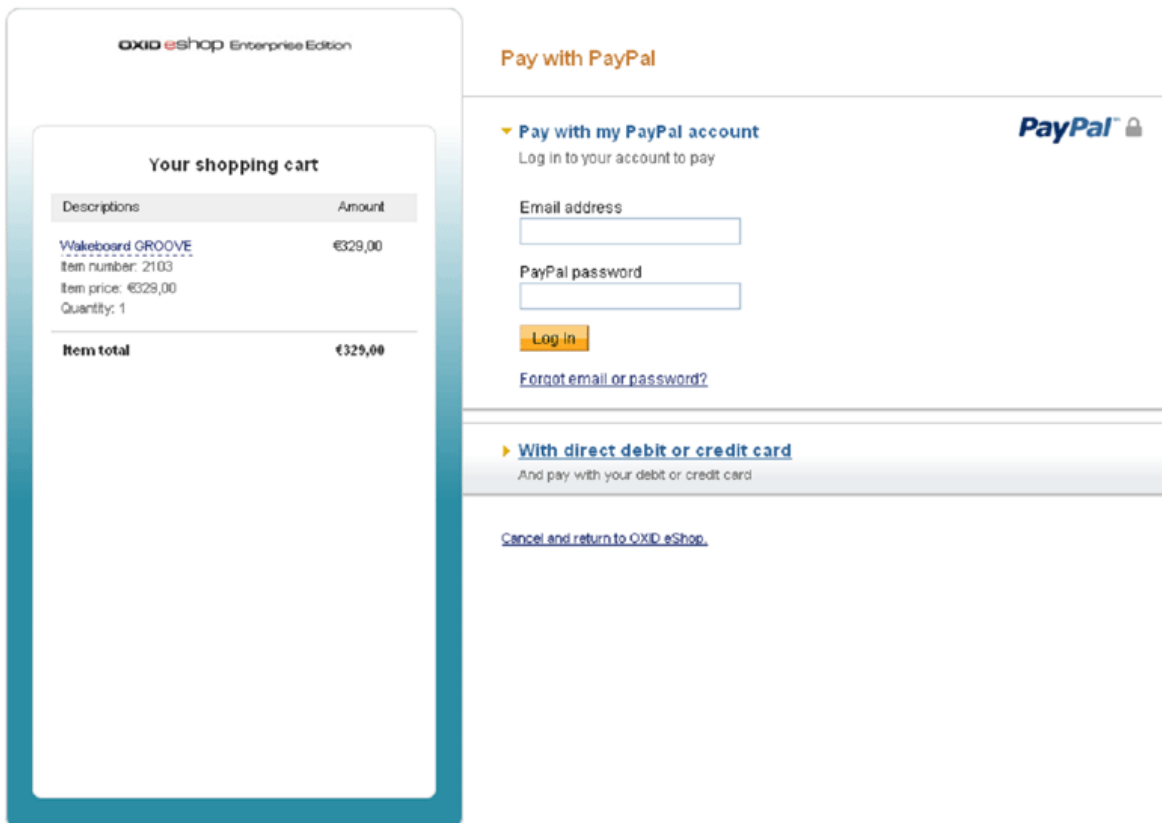 OXID eshop Enterprise Edition
Your shopping cart
Descriptions Amount
Wakeboard GROOVE €329,00
Item number: 2103
Item price: €329,00
Quantity: 1
Item total €329,00
Pay with PayPal
Pay with my PayPal account
PayPal™
Log in to your account to pay
Email address
PayPal password
Log In
Forgot email or password?
With direct debit or credit card
And pay with your debit or credit card
Cancel and return to OXID eShop.